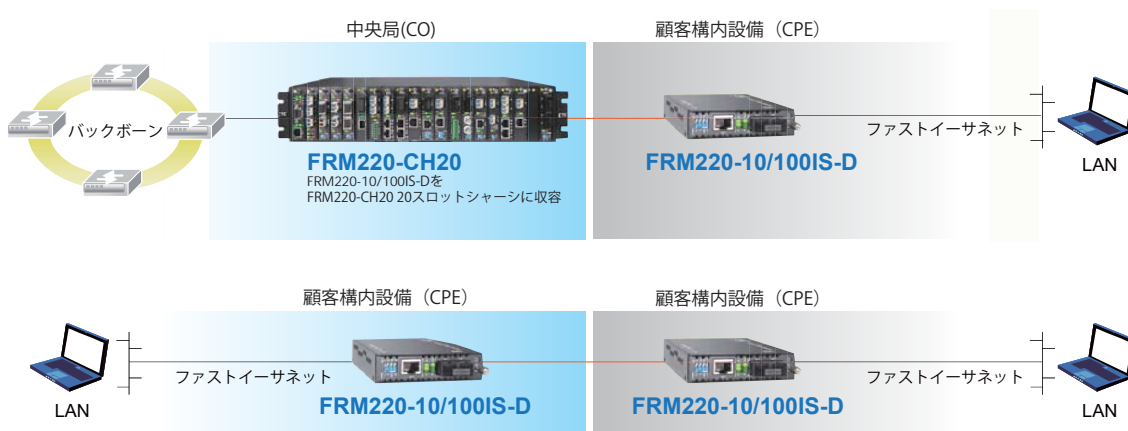 中央局(CO)
顧客構内設備（CPE）
バックボーン
ファストイーサネット
LAN
FRM220-CH20
FRM220-10/100IS-Dを
FRM220-CH20 20スロットシャーシに収容
FRM220-10/100IS-D
顧客構内設備（CPE）
顧客構内設備（CPE）
ファストイーサネット
ファストイーサネット
LAN
FRM220-10/100IS-D
FRM220-10/100IS-D
LAN